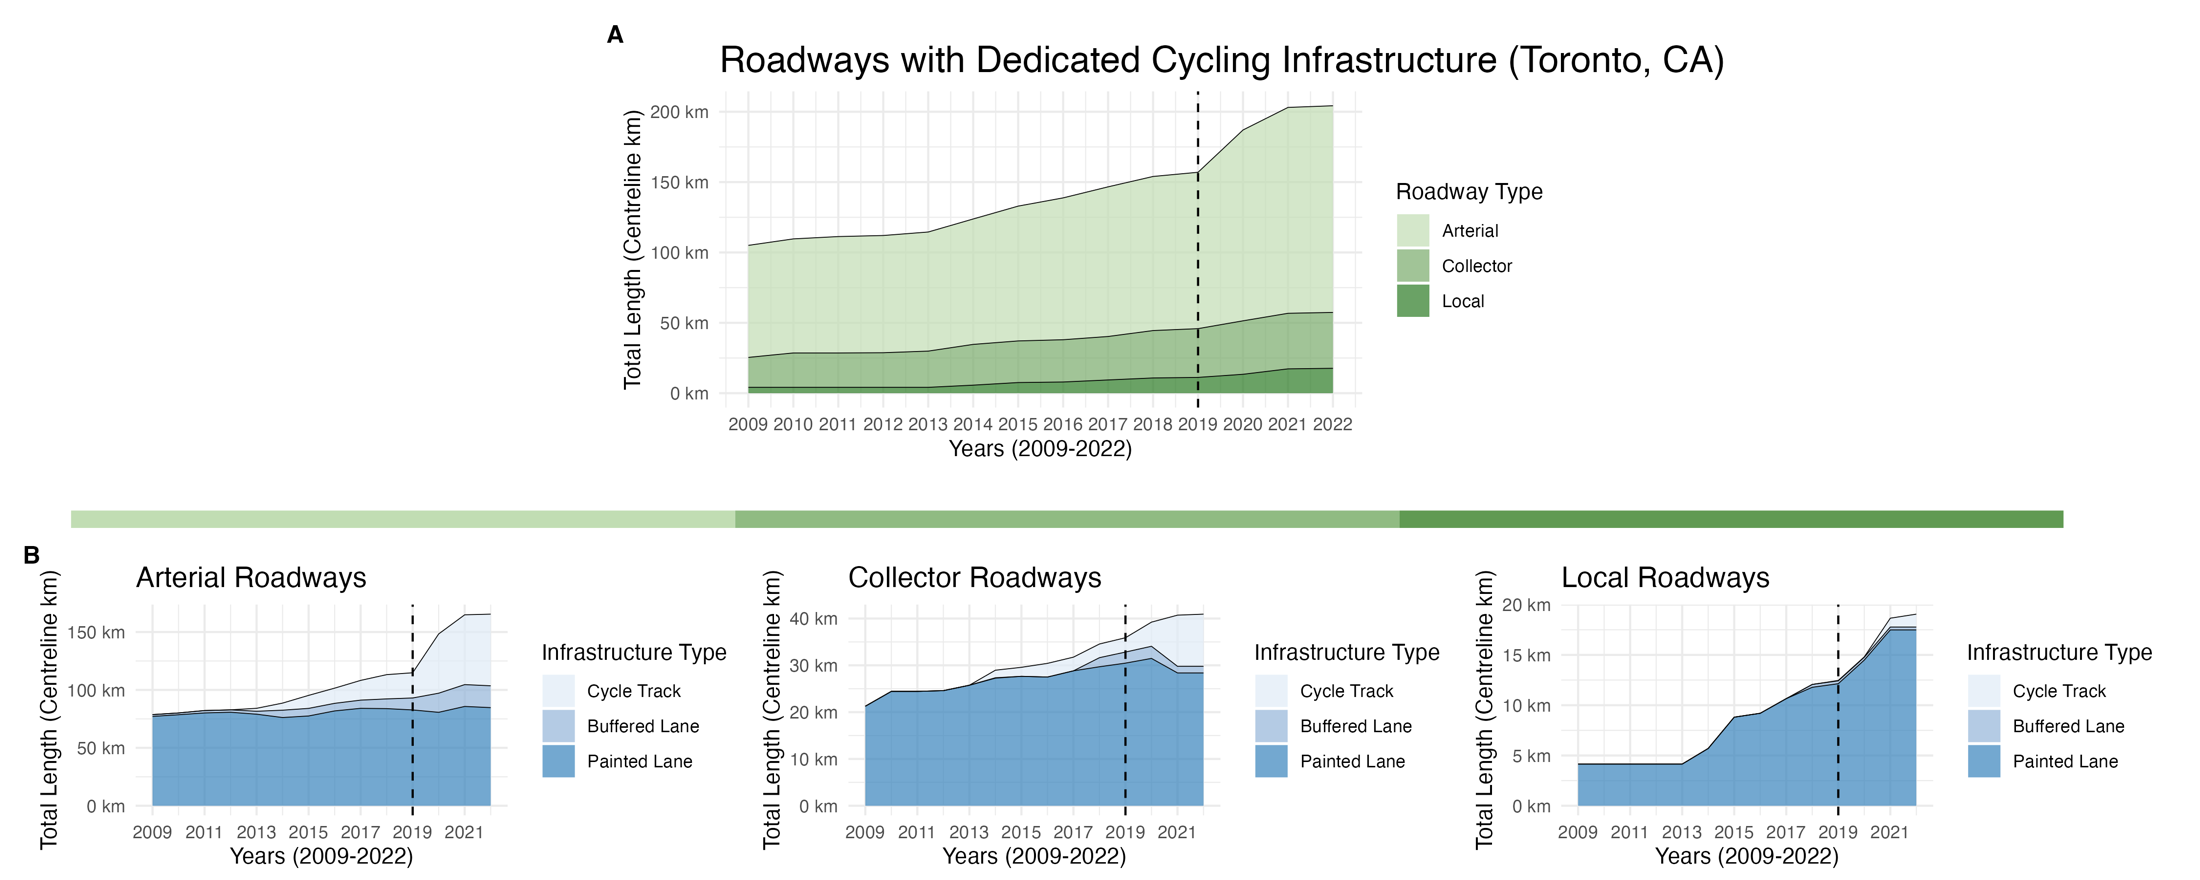 A
Roadways with Dedicated Cycling Infrastructure (Toronto, CA)
Total Length (Centreline km)
200 km
150 km
100 km
50 km
0 km
2009 2010 2011 2012 2013 2014 2015 2016 2017 2018 2019 2020 2021 2022
Years (2009-2022)
Roadway Type
Arterial
Collector
Local
B
Arterial Roadways
Total Length (Centreline km)
150 km
100 km
50 km
0 km
2009 2011 2013 2015 2017 2019 2021
Years (2009-2022)
Infrastructure Type
Cycle Track
Buffered Lane
Painted Lane
Collector Roadways
Total Length (Centreline km)
40 km
30 km
20 km
10 km
0 km
2009 2011 2013 2015 2017 2019 2021
Years (2009-2022)
Infrastructure Type
Cycle Track
Buffered Lane
Painted Lane
Local Roadways
Total Length (Centreline km)
20 km
15 km
10 km
5 km
0 km
2009 2011 2013 2015 2017 2019 2021
Years (2009-2022)
Infrastructure Type
Cycle Track
Buffered Lane
Painted Lane